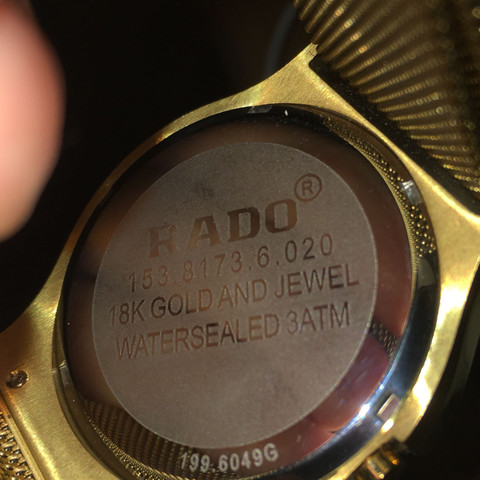 RADO®
153.8173.6.020
18K GOLD AND JEWEL
WATERSEALED 3ATM
199.6049G